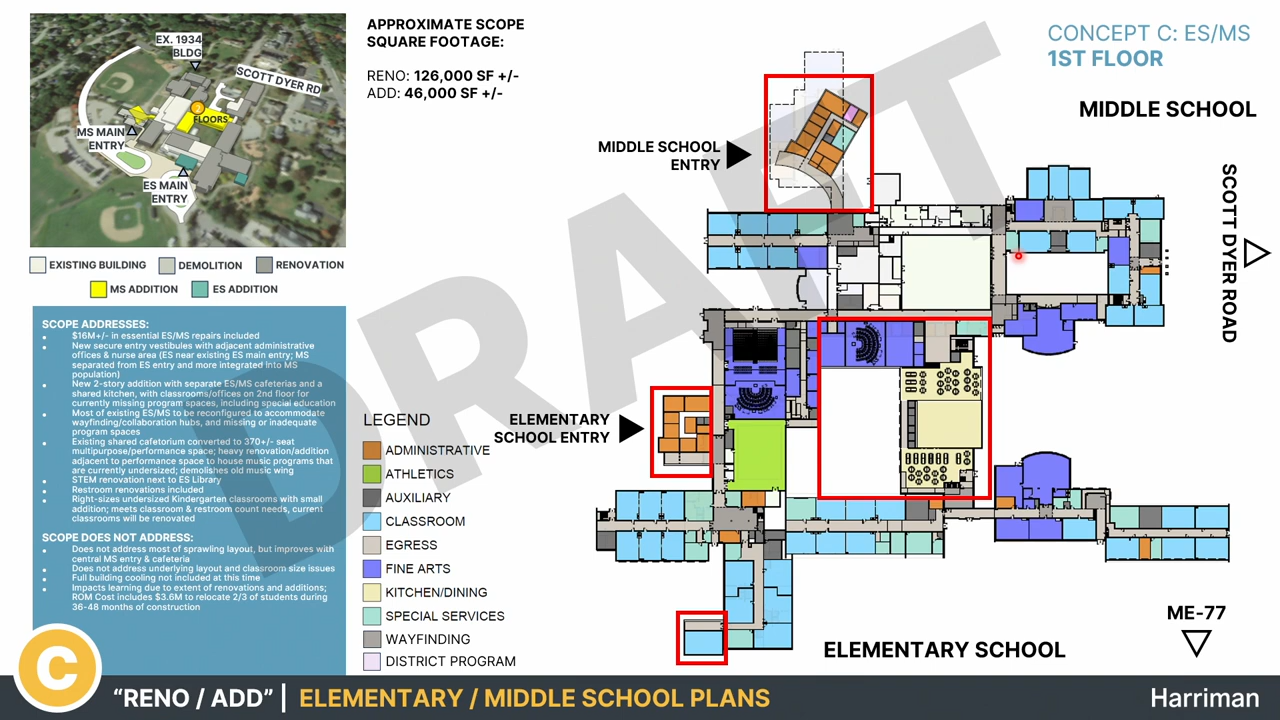 EX. 1934
BLDG
SCOTT DYER RD
2
FLOORS
MS MAIN
ENTRY
ES MAIN
ENTRY
EXISTING BUILDING
DEMOLITION
RENOVATION
MS ADDITION
ES ADDITION
SCOPE ADDRESSES:
• $16M+/- in essential ES/MS repairs included
• New secure entry vestibules with adjacent administrative
offices & nurse area (ES near existing ES main entry; MS
separated from ES entry and more integrated into MS
population)
• New 2-story addition with separate ES/MS cafeterias and a
shared kitchen, with classrooms/offices on 2nd floor for
currently missing program spaces, including special education
• Most of existing ES/MS to be reconfigured to accommodate
wayfinding/collaboration hubs, and missing or inadequate
program spaces
• Existing shared cafetorium converted to 370+/- seat
multipurpose/performance space; heavy renovation/addition
adjacent to performance space to house music programs that
are currently undersized; demolishes old music wing
• STEM renovation next to ES Library
• Restroom renovations included
• Right-sizes undersized Kindergarten classrooms with small
addition; meets classroom & restroom count needs, current
classrooms will be renovated
SCOPE DOES NOT ADDRESS:
• Does not address most of sprawling layout, but improves with
central MS entry & cafeteria
• Does not address underlying layout and classroom size issues
• Full building cooling not included at this time
• Impacts learning due to extent of renovations and additions;
ROM Cost includes $3.6M to relocate 2/3 of students during
36-48 months of construction
APPROXIMATE SCOPE
SQUARE FOOTAGE:
RENO: 126,000 SF +/-
ADD: 46,000 SF +/-
CONCEPT C: ES/MS
1ST FLOOR
MIDDLE SCHOOL
MIDDLE SCHOOL
ENTRY
SCOTT DYER ROAD
ELEMENTARY
SCHOOL ENTRY
DRAFT
LEGEND
ADMINISTRATIVE
ATHLETICS
AUXILIARY
CLASSROOM
EGRESS
FINE ARTS
KITCHEN/DINING
SPECIAL SERVICES
WAYFINDING
DISTRICT PROGRAM
ELEMENTARY SCHOOL
ME-77
C
“RENO / ADD” | ELEMENTARY / MIDDLE SCHOOL PLANS
Harriman